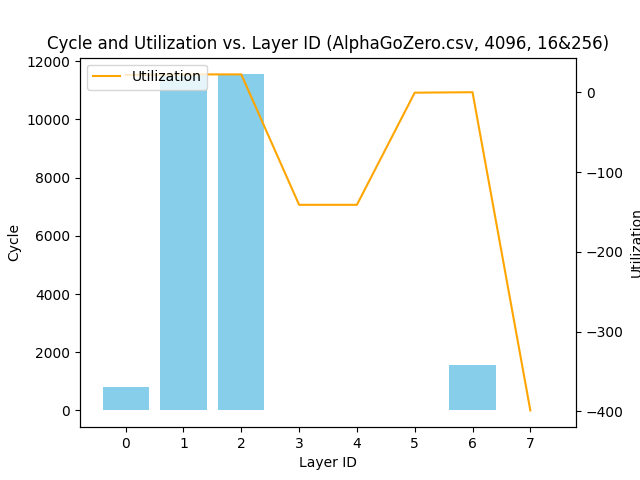 Cycle and Utilization vs. Layer ID (AlphaGoZero.csv, 4096, 16&256)
Utilization
12000
10000
8000
6000
4000
2000
0
Cycle
0
−100
−200
−300
−400
Utilization
0 1 2 3 4 5 6 7
Layer ID